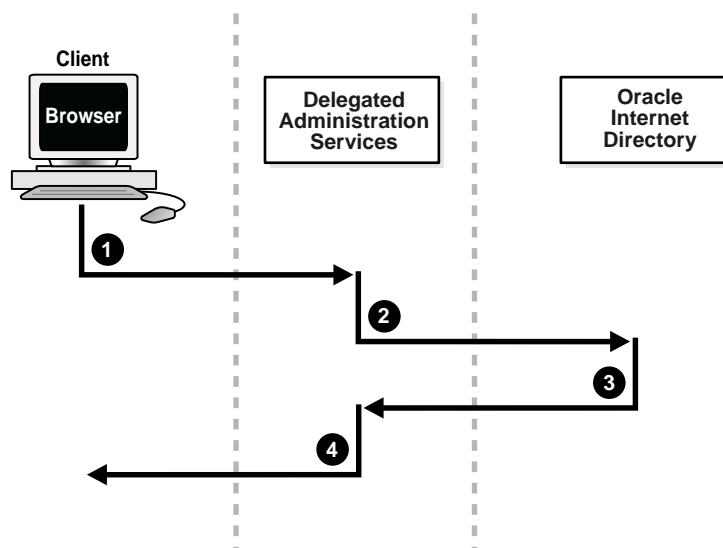 Client
Browser
Delegated
Administration
Services
Oracle
Internet
Directory
1
2
3
4